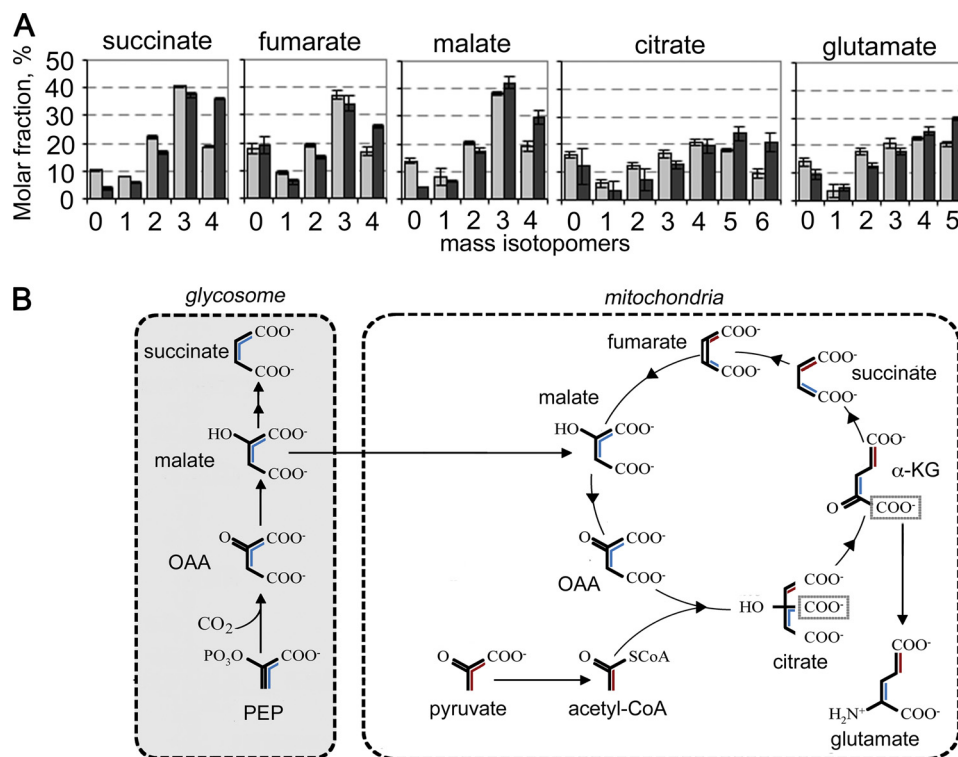 A
succinate fumarate malate citrate glutamate
Molar fraction, %
50
40
30
20
10
0
0 1 2 3 4 0 1 2 3 4 0 1 2 3 4 0 1 2 3 4 5 6 0 1 2 3 4 5
mass isotopomers
B
glycosome mitochondria
succinate COO-
COO-
fumarate COO-
COO-
COO-
succinate
COO-
malate HO COO-
COO-
malate HO COO-
COO-
COO-
α-KG
O COO-
OAA O COO-
COO-
OAA O COO-
COO-
CO2
HO COO-
COO-
COO-
citrate
PO3 O COO-
PEP
O COO-
pyruvate
O SCoA
acetyl-CoA
COO-
H2N+ COO-
glutamate